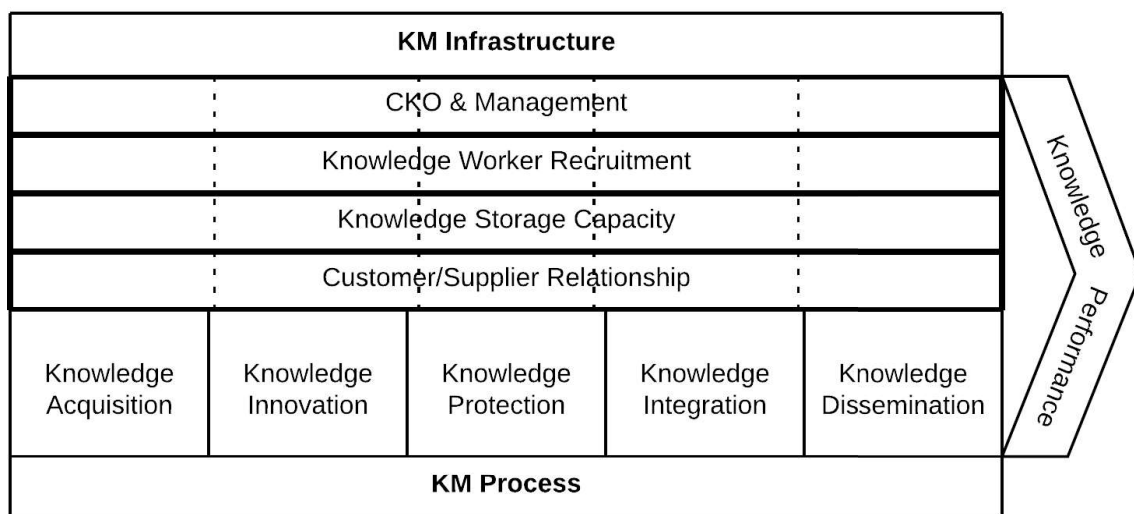 KM Infrastructure
CKO & Management
Knowledge Worker Recruitment
Knowledge Storage Capacity
Customer/Supplier Relationship
Knowledge
Acquisition
Knowledge
Innovation
Knowledge
Protection
Knowledge
Integration
Knowledge
Dissemination
KM Process
Knowledge
Performance